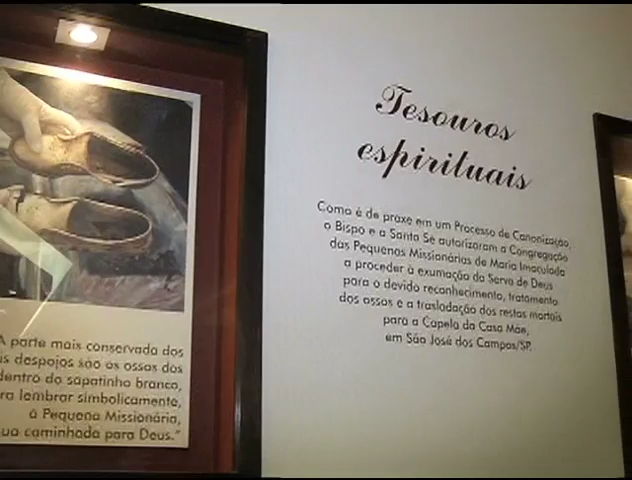 Tesouros
espirituais
Como é de praxe em um Processo de Canonização,
o Bispo e a Santa Sé autorizaram a Congregação
das Pequenas Missionárias de Maria Imaculada
a proceder à exumação da Serva de Deus
para o devido reconhecimento, tratamento
dos ossos e a trasladação dos restos mortais
para a Capela da Casa Mãe,
em São José dos Campos/SP.
A parte mais conservada dos
despojos são os ossos dos
dentro do sapatinho branco,
ra lembrar simbolicamente,
à Pequena Missionária,
ua caminhada para Deus."